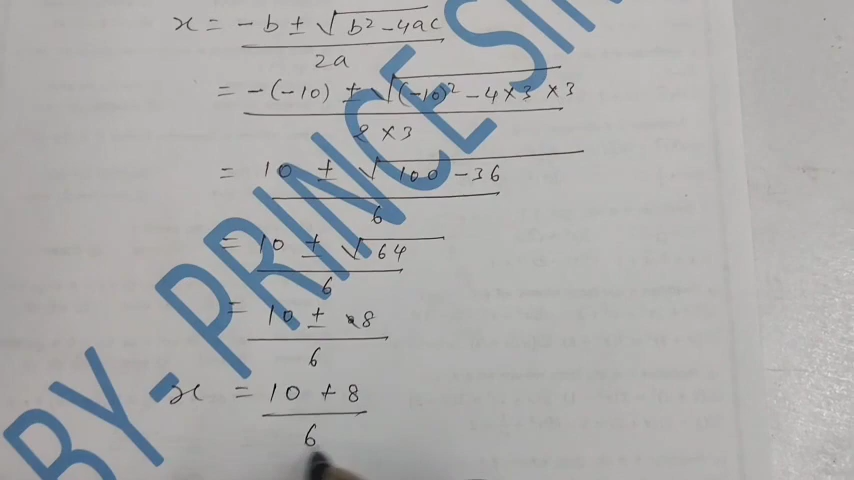 x = -b ± √b² - 4ac / 2a
= -(-10) ± √(-10)² - 4 × 3 × 3 / 2 × 3
= 10 ± √100 - 36 / 6
= 10 ± √64 / 6
= 10 ± 8 / 6
x = 10 + 8 / 6
BY- PRINCE SIN